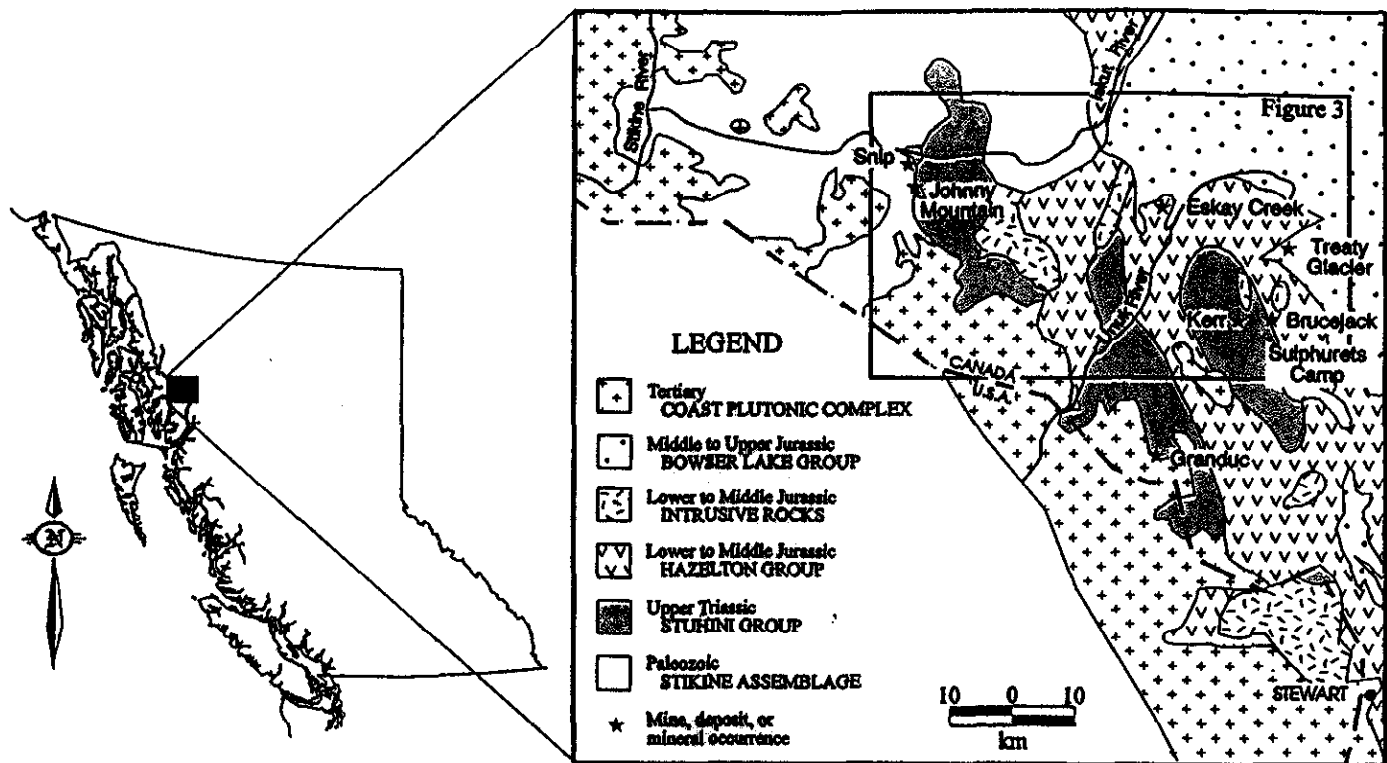 N
Stikine River
Iskut River
Figure 3
Snip
Johnny
Mountain
Eskay Creek
Treaty
Glacier
Unuk River
Kerr
Brucejack
Sulphurets
Camp
CANADA
U.S.A.
Granduc
STEWART
LEGEND
Tertiary
COAST PLUTONIC COMPLEX
Middle to Upper Jurassic
BOWSER LAKE GROUP
Lower to Middle Jurassic
INTRUSIVE ROCKS
Lower to Middle Jurassic
HAZELTON GROUP
Upper Triassic
STUHINI GROUP
Paleozoic
STIKINE ASSEMBLAGE
Mine, deposit, or
mineral occurrence
10 0 10
km